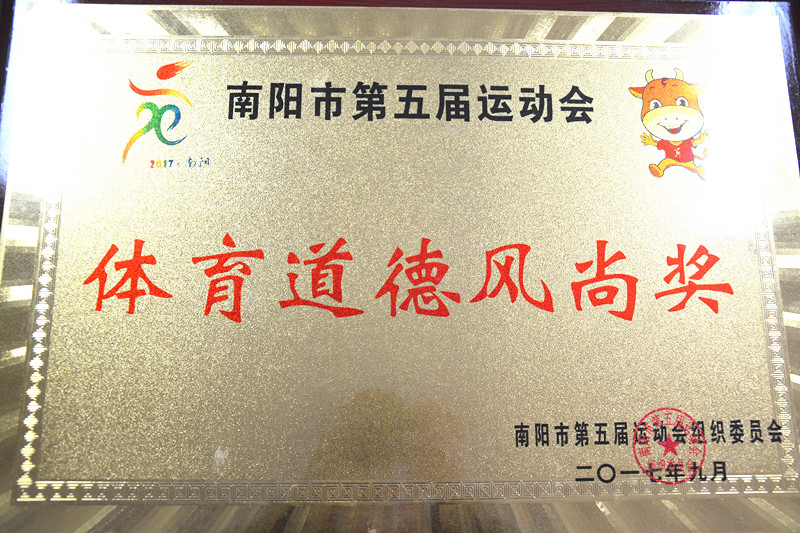 南阳市第五届运动会
2017·南阳
体育道德风尚奖
南阳市第五届运动会组织委员会
二〇一七年九月